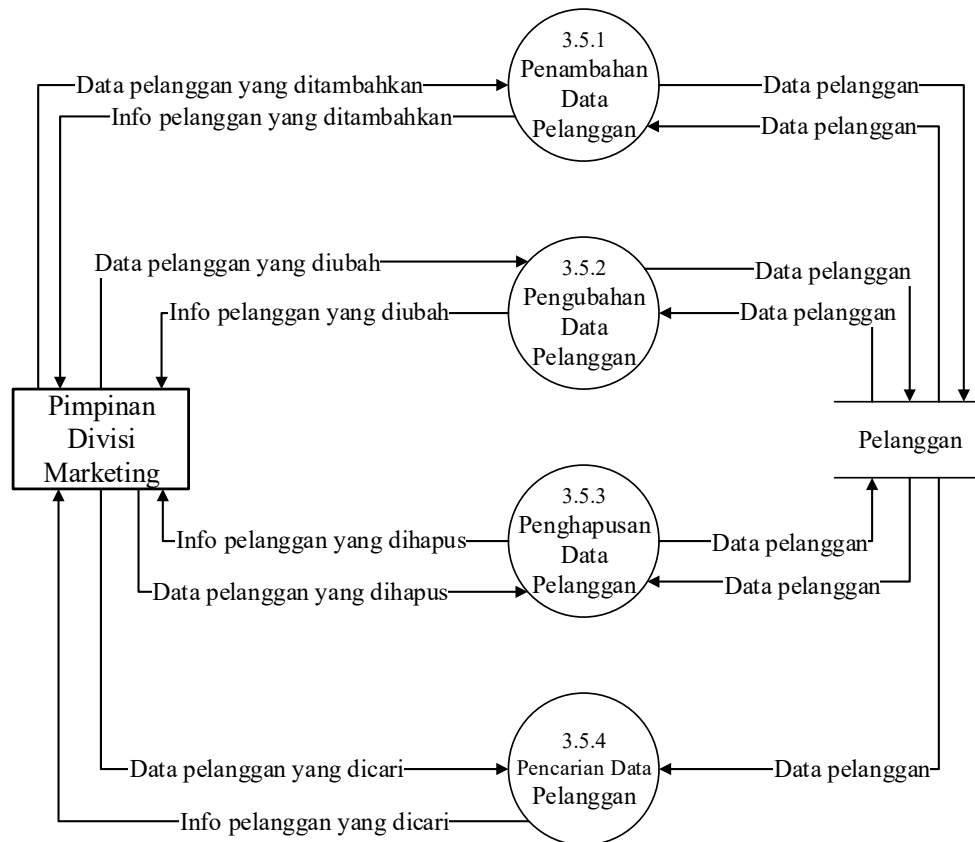 3.5.1
Penambahan
Data
Pelanggan
Data pelanggan yang ditambahkan
Info pelanggan yang ditambahkan
Data pelanggan
Data pelanggan
3.5.2
Pengubahan
Data
Pelanggan
Data pelanggan yang diubah
Info pelanggan yang diubah
Data pelanggan
Data pelanggan
Pimpinan
Divisi
Marketing
Pelanggan
3.5.3
Penghapusan
Data
Pelanggan
Info pelanggan yang dihapus
Data pelanggan yang dihapus
Data pelanggan
Data pelanggan
3.5.4
Pencarian Data
Pelanggan
Data pelanggan yang dicari
Info pelanggan yang dicari
Data pelanggan